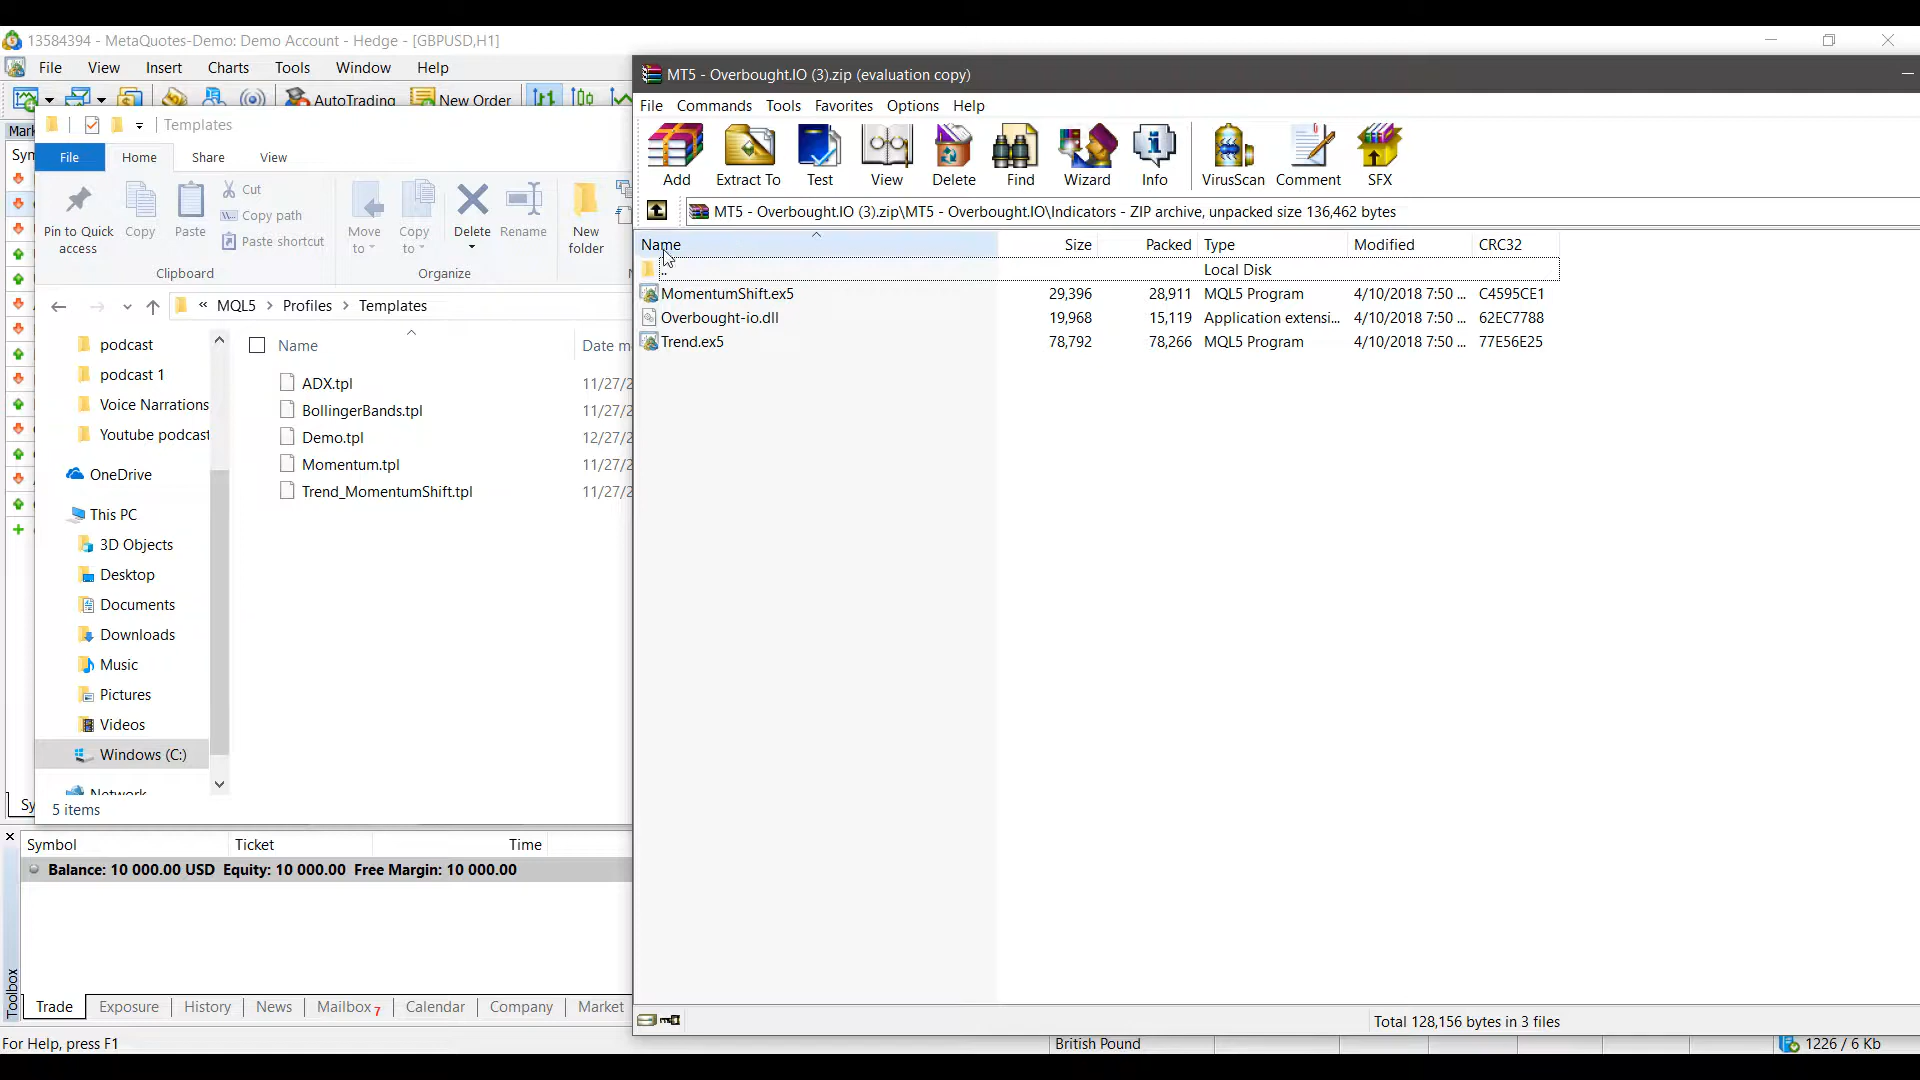 13584394 - MetaQuotes-Demo: Demo Account - Hedge - [GBPUSD,H1]
File View Insert Charts Tools Window Help
AutoTrading New Order
Templates
File Home Share View
Pin to Quick access
Copy
Paste
Cut
Copy path
Paste shortcut
Clipboard
Move to
Copy to
Delete
Rename
Organize
New folder
« MQL5 > Profiles > Templates
podcast
podcast 1
Voice Narrations
Youtube podcast
OneDrive
This PC
3D Objects
Desktop
Documents
Downloads
Music
Pictures
Videos
Windows (C:)
Network
Name Date m
ADX.tpl 11/27/2
BollingerBands.tpl 11/27/2
Demo.tpl 12/27/2
Momentum.tpl 11/27/2
Trend_MomentumShift.tpl 11/27/2
5 items
MT5 - Overbought.IO (3).zip (evaluation copy)
File Commands Tools Favorites Options Help
Add Extract To Test View Delete Find Wizard Info VirusScan Comment SFX
MT5 - Overbought.IO (3).zip\MT5 - Overbought.IO\Indicators - ZIP archive, unpacked size 136,462 bytes
Name Size Packed Type Modified CRC32
.. Local Disk
MomentumShift.ex5 29,396 28,911 MQL5 Program 4/10/2018 7:50 ... C4595CE1
Overbought-io.dll 19,968 15,119 Application extensi... 4/10/2018 7:50 ... 62EC7788
Trend.ex5 78,792 78,266 MQL5 Program 4/10/2018 7:50 ... 77E56E25
Total 128,156 bytes in 3 files
Mark
Sym
Sy
Symbol Ticket Time
Balance: 10 000.00 USD Equity: 10 000.00 Free Margin: 10 000.00
Toolbox
Trade Exposure History News Mailbox 7 Calendar Company Market
For Help, press F1
British Pound
1226 / 6 Kb